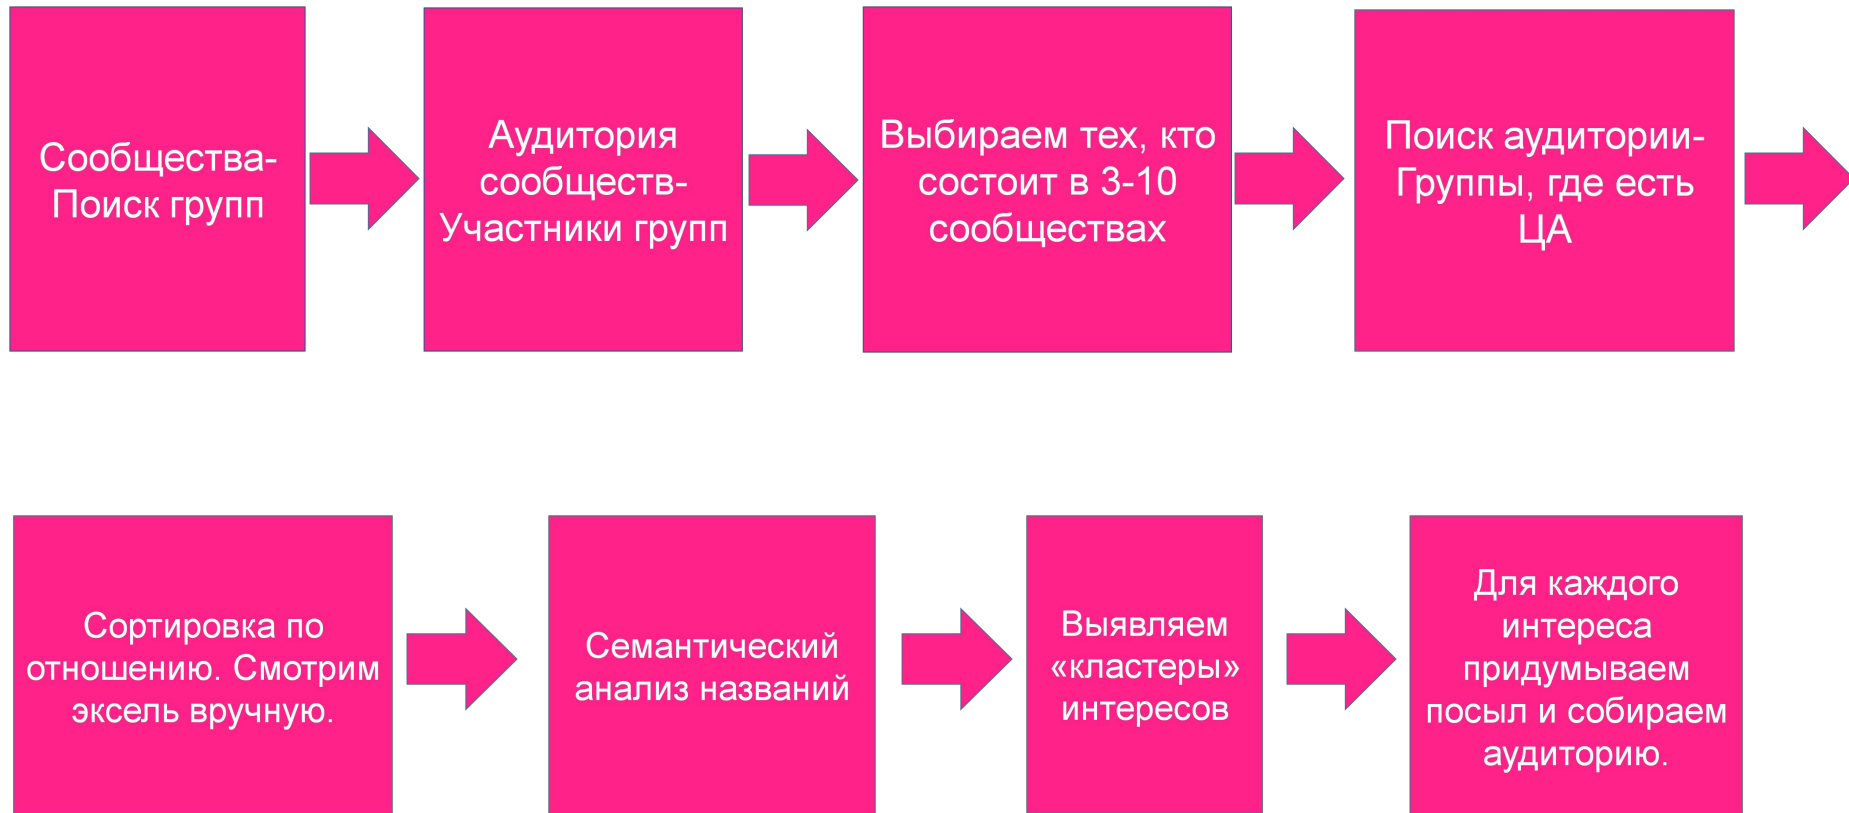 Сообщества-
Поиск групп
Аудитория
сообществ-
Участники групп
Выбираем тех, кто
состоит в 3-10
сообществах
Поиск аудитории-
Группы, где есть
ЦА
Сортировка по
отношению. Смотрим
эксель вручную.
Семантический
анализ названий
Выявляем
«кластеры»
интересов
Для каждого
интереса
придумываем
посыл и собираем
аудиторию.